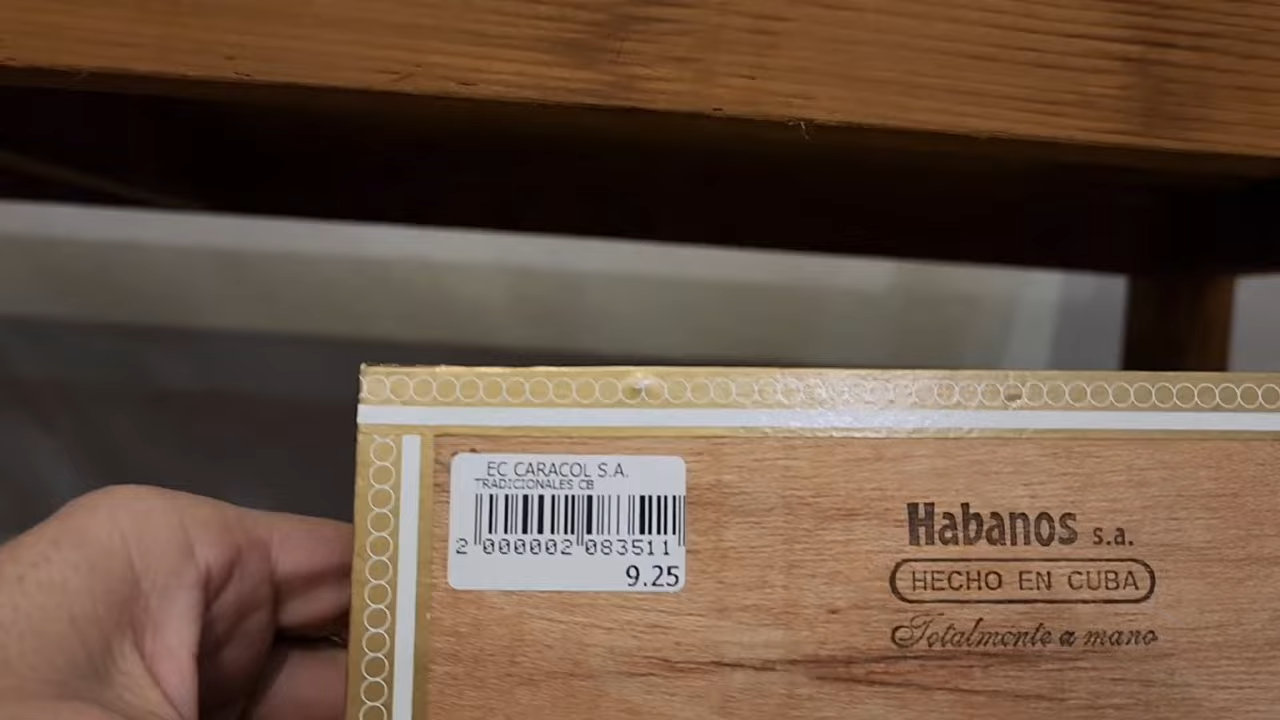 EC CARACOL S.A.
TRADICIONALES CB
2 000002 083511
9.25
Habanos s.a.
HECHO EN CUBA
Totalmente a mano